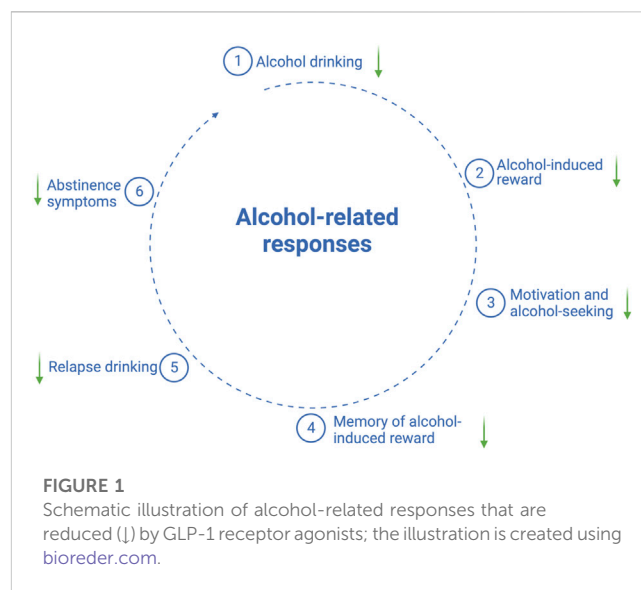 1 Alcohol drinking ↓
2 Alcohol-induced
reward ↓
3 Motivation and
alcohol-seeking ↓
4 Memory of alcohol-
induced reward ↓
↓ Relapse drinking 5
↓ Abstinence
symptoms 6
Alcohol-related
responses
FIGURE 1
Schematic illustration of alcohol-related responses that are
reduced (↓) by GLP-1 receptor agonists; the illustration is created using
bioreder.com.